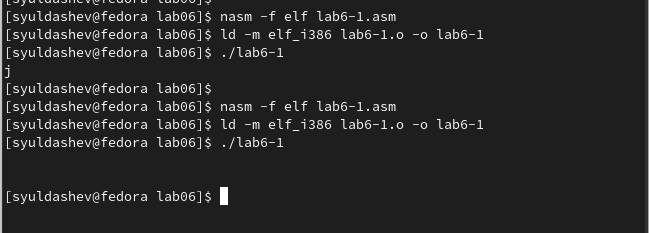 [syuldashev@fedora lab06]$ nasm -f elf lab6-1.asm
[syuldashev@fedora lab06]$ ld -m elf_i386 lab6-1.o -o lab6-1
[syuldashev@fedora lab06]$ ./lab6-1
j
[syuldashev@fedora lab06]$
[syuldashev@fedora lab06]$ nasm -f elf lab6-1.asm
[syuldashev@fedora lab06]$ ld -m elf_i386 lab6-1.o -o lab6-1
[syuldashev@fedora lab06]$ ./lab6-1
[syuldashev@fedora lab06]$